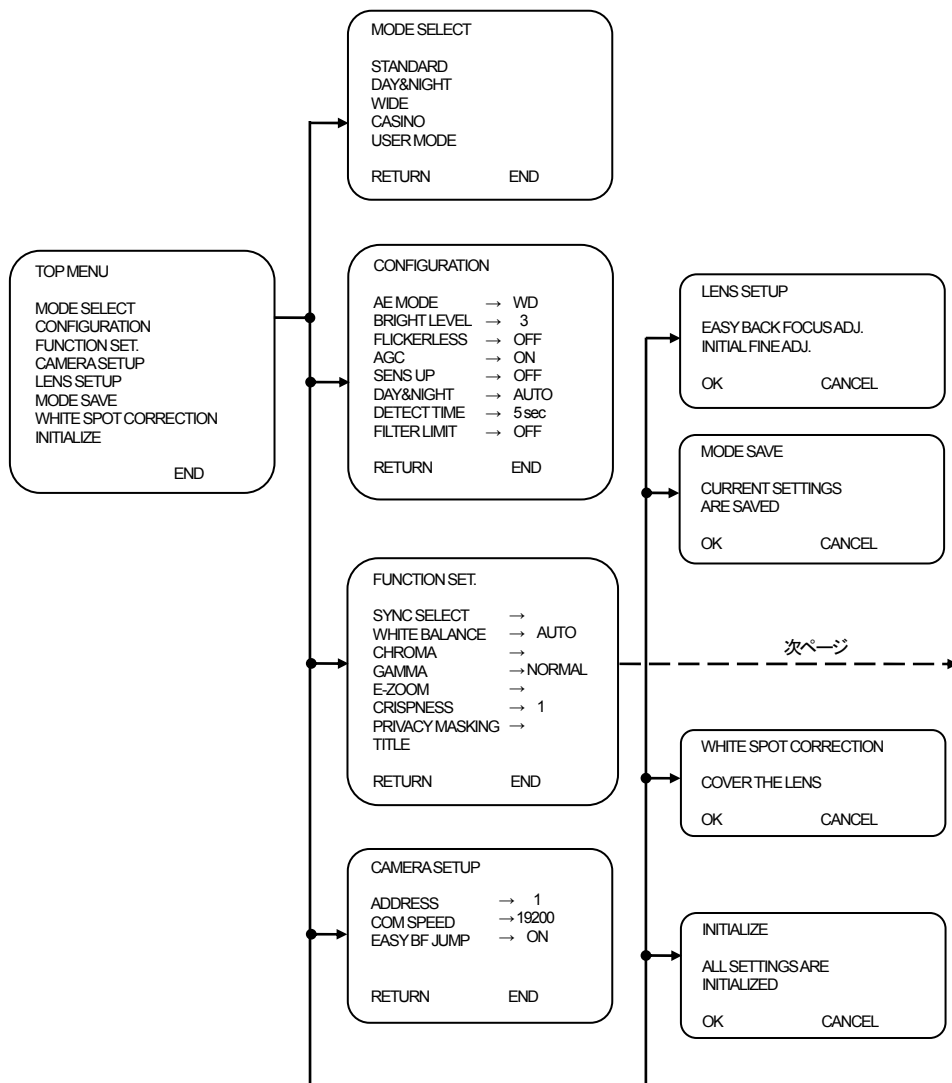 TOP MENU
MODE SELECT
CONFIGURATION
FUNCTION SET.
CAMERA SETUP
LENS SETUP
MODE SAVE
WHITE SPOT CORRECTION
INITIALIZE
END
MODE SELECT
STANDARD
DAY&NIGHT
WIDE
CASINO
USER MODE
RETURN END
CONFIGURATION
AE MODE → WD
BRIGHT LEVEL → 3
FLICKERLESS → OFF
AGC → ON
SENS UP → OFF
DAY&NIGHT → AUTO
DETECT TIME → 5 sec
FILTER LIMIT → OFF
RETURN END
FUNCTION SET.
SYNC SELECT →
WHITE BALANCE → AUTO
CHROMA →
GAMMA → NORMAL
E-ZOOM →
CRISPNESS → 1
PRIVACY MASKING →
TITLE
RETURN END
次ページ
CAMERA SETUP
ADDRESS → 1
COM SPEED → 19200
EASY BF JUMP → ON
RETURN END
LENS SETUP
EASY BACK FOCUS ADJ.
INITIAL FINE ADJ.
OK CANCEL
MODE SAVE
CURRENT SETTINGS
ARE SAVED
OK CANCEL
WHITE SPOT CORRECTION
COVER THE LENS
OK CANCEL
INITIALIZE
ALL SETTINGS ARE
INITIALIZED
OK CANCEL